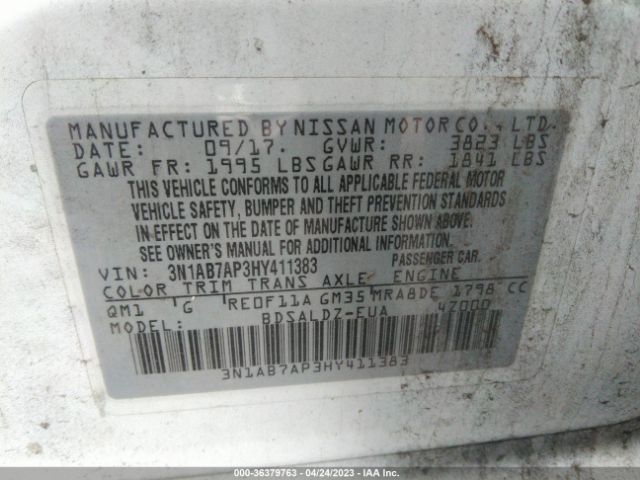 MANUFACTURED BY NISSAN MOTOR CO., LTD.
DATE: 09/17. GVWR: 3823 LBS
GAWR FR: 1995 LBS GAWR RR: 1841 LBS
THIS VEHICLE CONFORMS TO ALL APPLICABLE FEDERAL MOTOR
VEHICLE SAFETY, BUMPER AND THEFT PREVENTION STANDARDS
IN EFFECT ON THE DATE OF MANUFACTURE SHOWN ABOVE.
SEE OWNER'S MANUAL FOR ADDITIONAL INFORMATION.
VIN: 3N1AB7AP3HY411383 PASSENGER CAR.
COLOR TRIM TRANS AXLE ENGINE
QM1 G RE0F11A GM35 MRA8DE 1798 CC
MODEL: BDSALDZ-EUA 4Z000
3N1AB7AP3HY411383
000-36379763 - 04/24/2023 - IAA Inc.